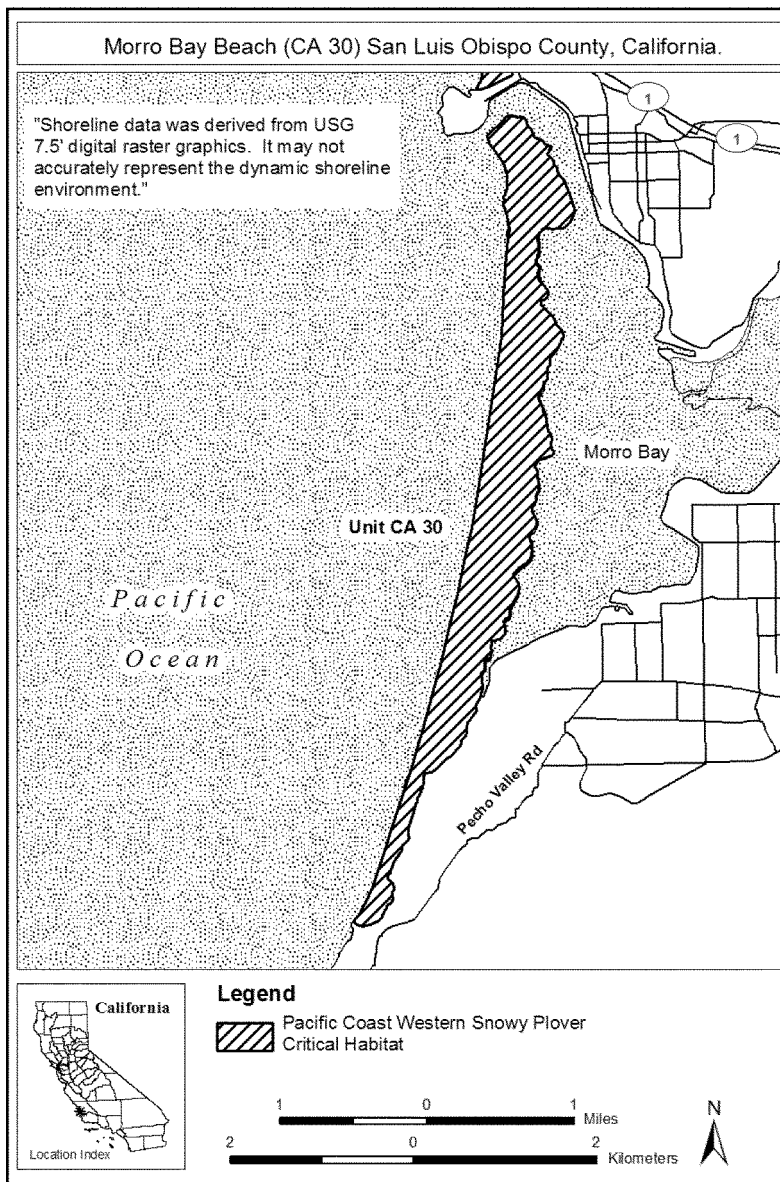 Morro Bay Beach (CA 30) San Luis Obispo County, California.
"Shoreline data was derived from USG
7.5' digital raster graphics. It may not
accurately represent the dynamic shoreline
environment."
1
1
Morro Bay
Unit CA 30
Pacific
Ocean
Pecho Valley Rd
California
Location Index
Legend
Pacific Coast Western Snowy Plover
Critical Habitat
1 0 1 Miles
2 0 2 Kilometers
N